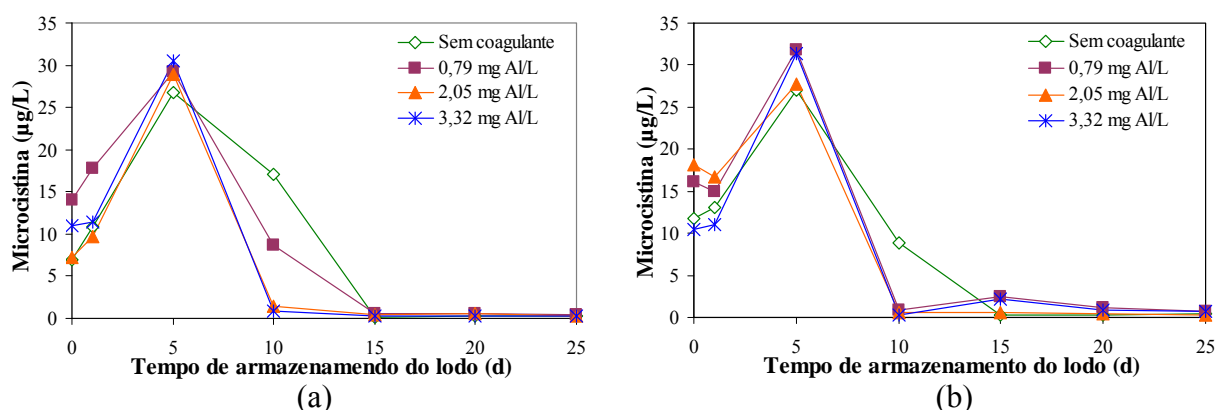 35
30
25
20
15
10
5
0
Microcistina (µg/L)
Sem coagulante
0,79 mg Al/L
2,05 mg Al/L
3,32 mg Al/L
0 5 10 15 20 25
Tempo de armazenamendo do lodo (d)
(a)
35
30
25
20
15
10
5
0
Microcistina (µg/L)
Sem coagulante
0,79 mg Al/L
2,05 mg Al/L
3,32 mg Al/L
0 5 10 15 20 25
Tempo de armazenamento do lodo (d)
(b)